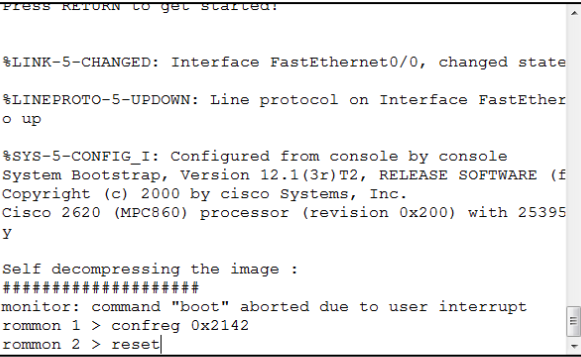 Press RETURN to get started!
%LINK-5-CHANGED: Interface FastEthernet0/0, changed state
%LINEPROTO-5-UPDOWN: Line protocol on Interface FastEther
o up
%SYS-5-CONFIG_I: Configured from console by console
System Bootstrap, Version 12.1(3r)T2, RELEASE SOFTWARE (f
Copyright (c) 2000 by cisco Systems, Inc.
Cisco 2620 (MPC860) processor (revision 0x200) with 25395
y
Self decompressing the image :
####################
monitor: command "boot" aborted due to user interrupt
rommon 1 > confreg 0x2142
rommon 2 > reset